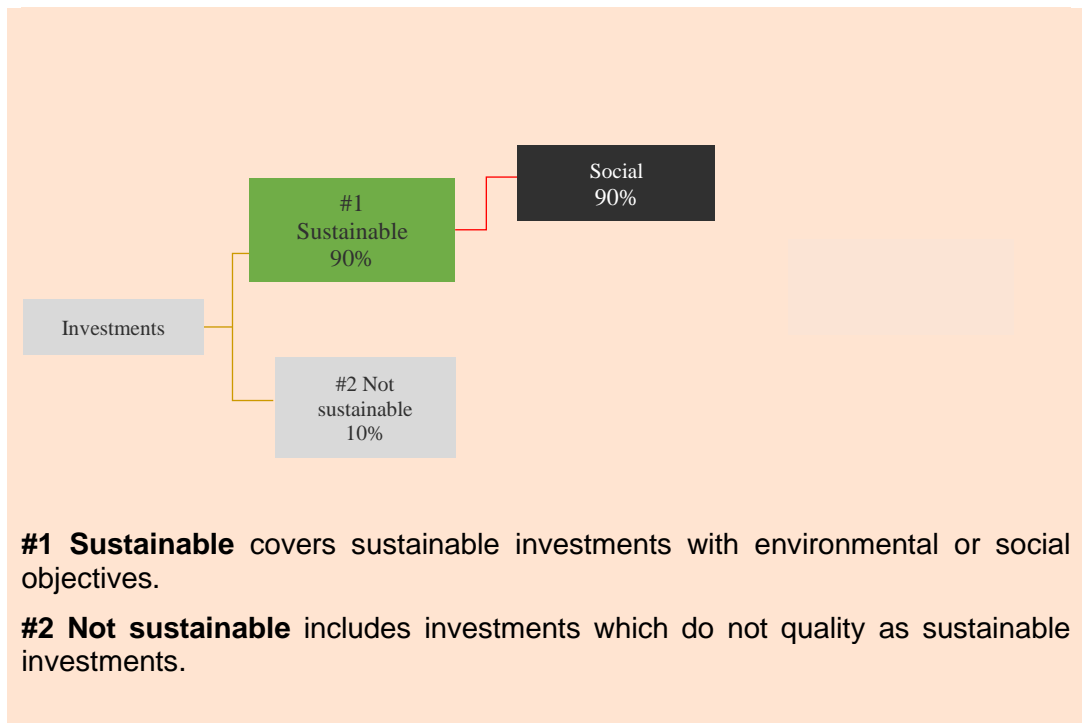 Social
90%
#1
Sustainable
90%
Investments
#2 Not
sustainable
10%
#1 Sustainable covers sustainable investments with environmental or social
objectives.
#2 Not sustainable includes investments which do not quality as sustainable
investments.